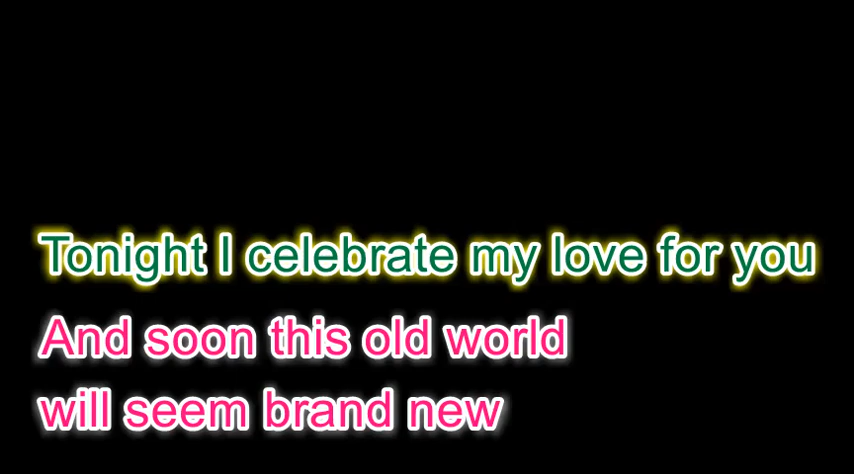 Tonight I celebrate my love for you
And soon this old world
will seem brand new